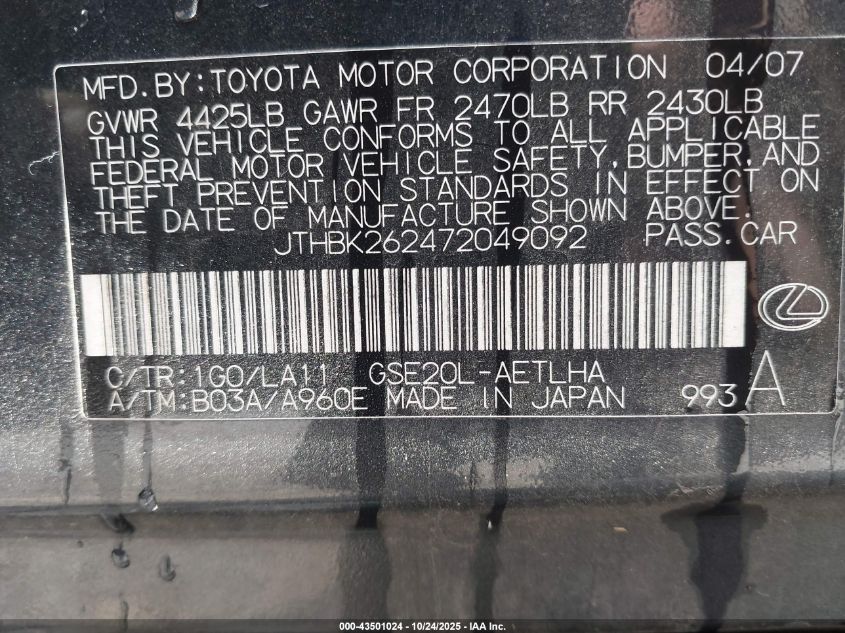 MFD.BY:TOYOTA MOTOR CORPORATION 04/07
GVWR 4425LB GAWR FR 2470LB RR 2430LB
THIS VEHICLE CONFORMS TO ALL APPLICABLE
FEDERAL MOTOR VEHICLE SAFETY,BUMPER,AND
THEFT PREVENTION STANDARDS IN EFFECT ON
THE DATE OF MANUFACTURE SHOWN ABOVE.
JTHBK262472049092 PASS.CAR
C/TR:1G0/LA11 GSE20L-AETLHA
A/TM:B03A/A960E MADE IN JAPAN 993 A
000-43501024 - 10/24/2025 - IAA Inc.